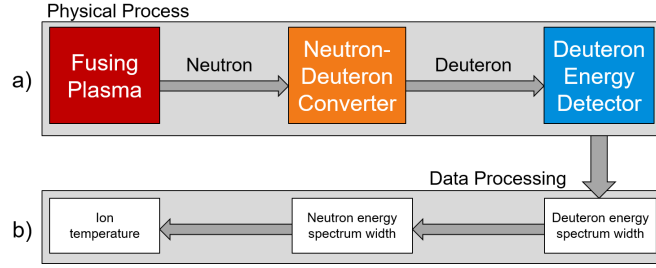 Physical Process
a)
Fusing
Plasma
Neutron
Neutron-
Deuteron
Converter
Deuteron
Deuteron
Energy
Detector
Data Processing
b)
Ion
temperature
Neutron energy
spectrum width
Deuteron energy
spectrum width